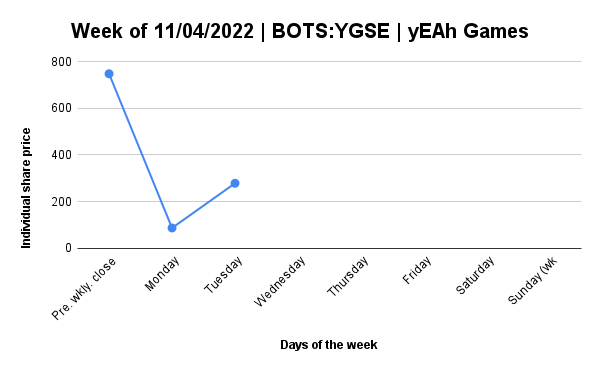 Week of 11/04/2022 | BOTS:YGSE | yEAh Games
800
600
400
200
0
Individual share price
Pre. wkly. close
Monday
Tuesday
Wednesday
Thursday
Friday
Saturday
Sunday (wk
Days of the week